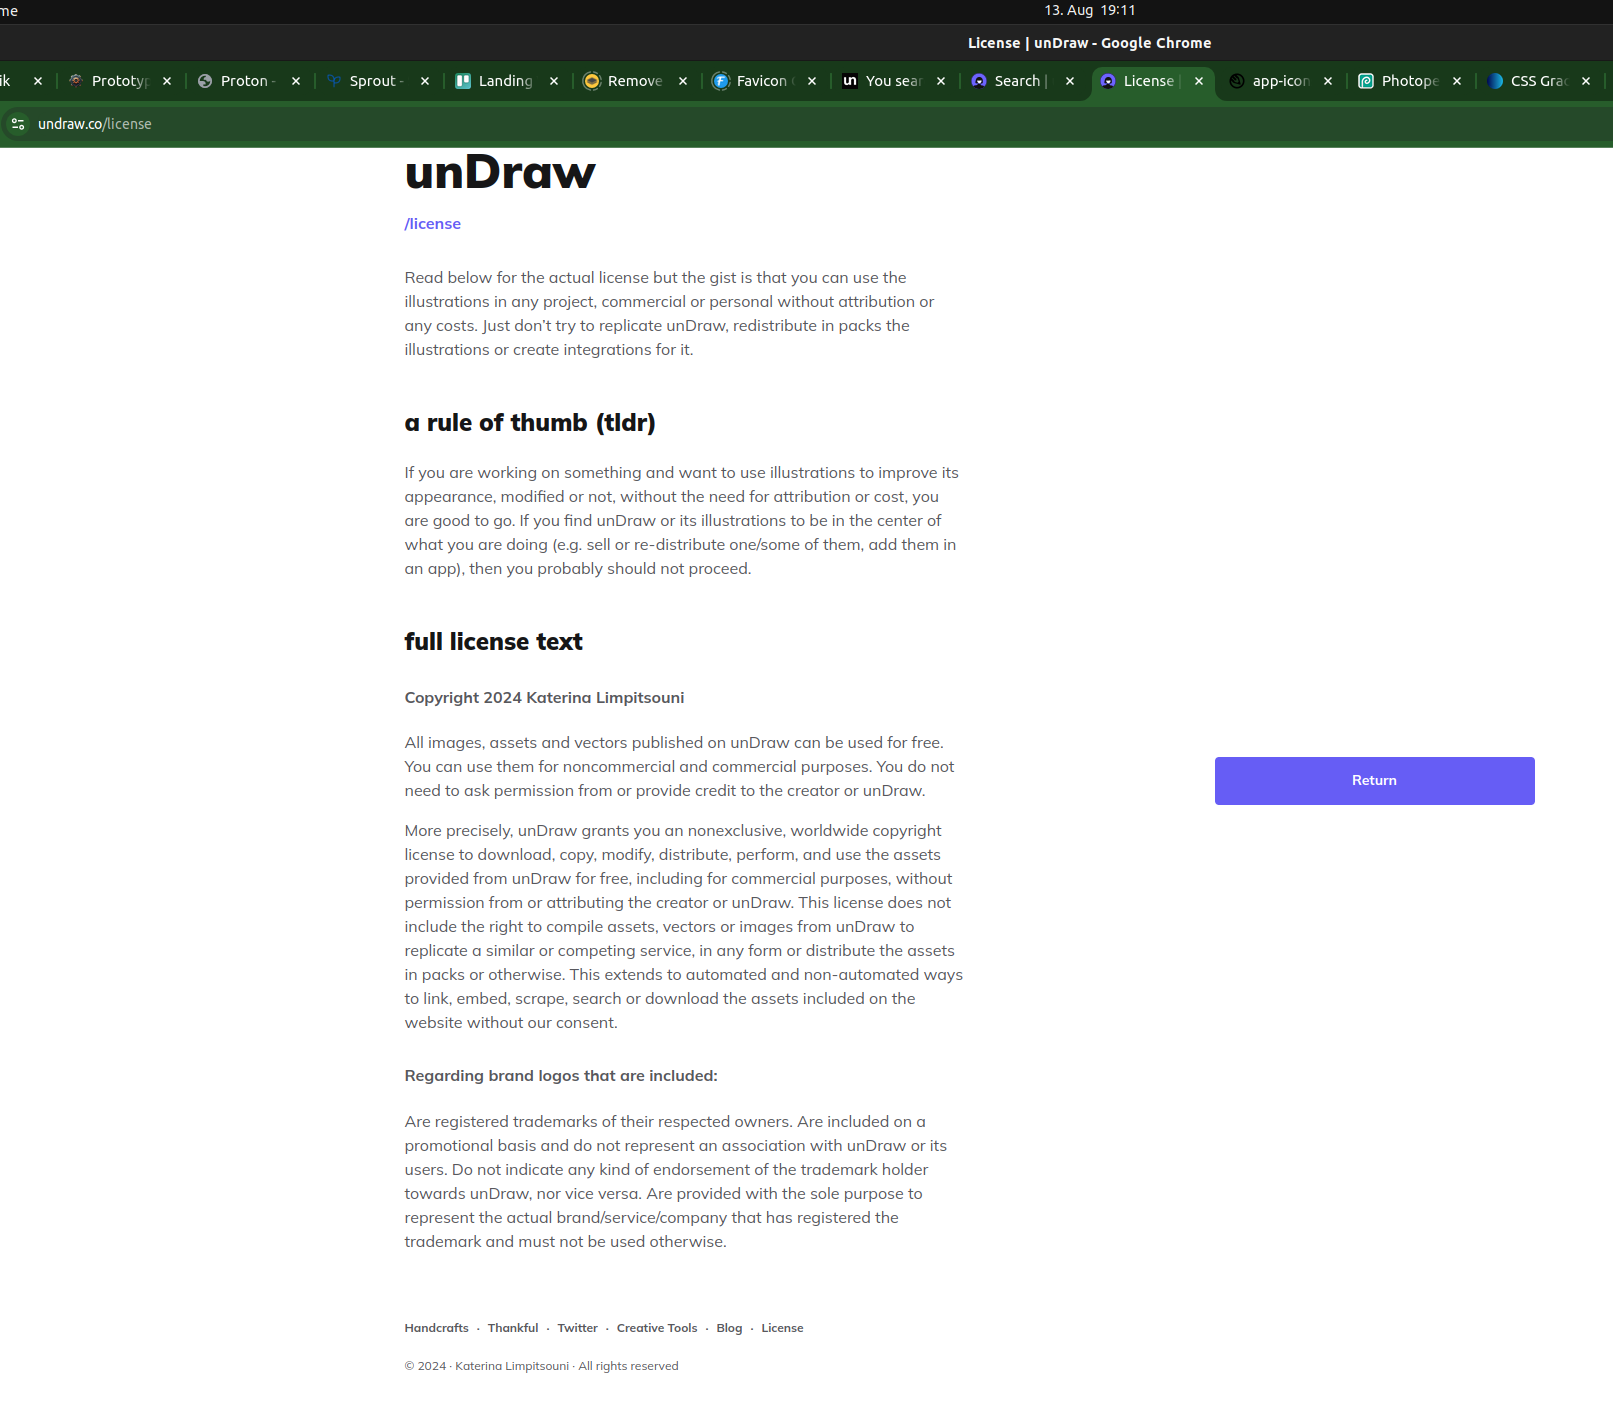 me
13. Aug 19:11
License | unDraw - Google Chrome
ik
Prototyp
Proton -
Sprout -
Landing
Remove
Favicon
You sear
Search |
License |
app-icon
Photope
CSS Grad
undraw.co/license
unDraw
/license
Read below for the actual license but the gist is that you can use the
illustrations in any project, commercial or personal without attribution or
any costs. Just don't try to replicate unDraw, redistribute in packs the
illustrations or create integrations for it.
a rule of thumb (tldr)
If you are working on something and want to use illustrations to improve its
appearance, modified or not, without the need for attribution or cost, you
are good to go. If you find unDraw or its illustrations to be in the center of
what you are doing (e.g. sell or re-distribute one/some of them, add them in
an app), then you probably should not proceed.
full license text
Copyright 2024 Katerina Limpitsouni
All images, assets and vectors published on unDraw can be used for free.
You can use them for noncommercial and commercial purposes. You do not
need to ask permission from or provide credit to the creator or unDraw.
Return
More precisely, unDraw grants you an nonexclusive, worldwide copyright
license to download, copy, modify, distribute, perform, and use the assets
provided from unDraw for free, including for commercial purposes, without
permission from or attributing the creator or unDraw. This license does not
include the right to compile assets, vectors or images from unDraw to
replicate a similar or competing service, in any form or distribute the assets
in packs or otherwise. This extends to automated and non-automated ways
to link, embed, scrape, search or download the assets included on the
website without our consent.
Regarding brand logos that are included:
Are registered trademarks of their respected owners. Are included on a
promotional basis and do not represent an association with unDraw or its
users. Do not indicate any kind of endorsement of the trademark holder
towards unDraw, nor vice versa. Are provided with the sole purpose to
represent the actual brand/service/company that has registered the
trademark and must not be used otherwise.
Handcrafts · Thankful · Twitter · Creative Tools · Blog · License
© 2024 · Katerina Limpitsouni · All rights reserved